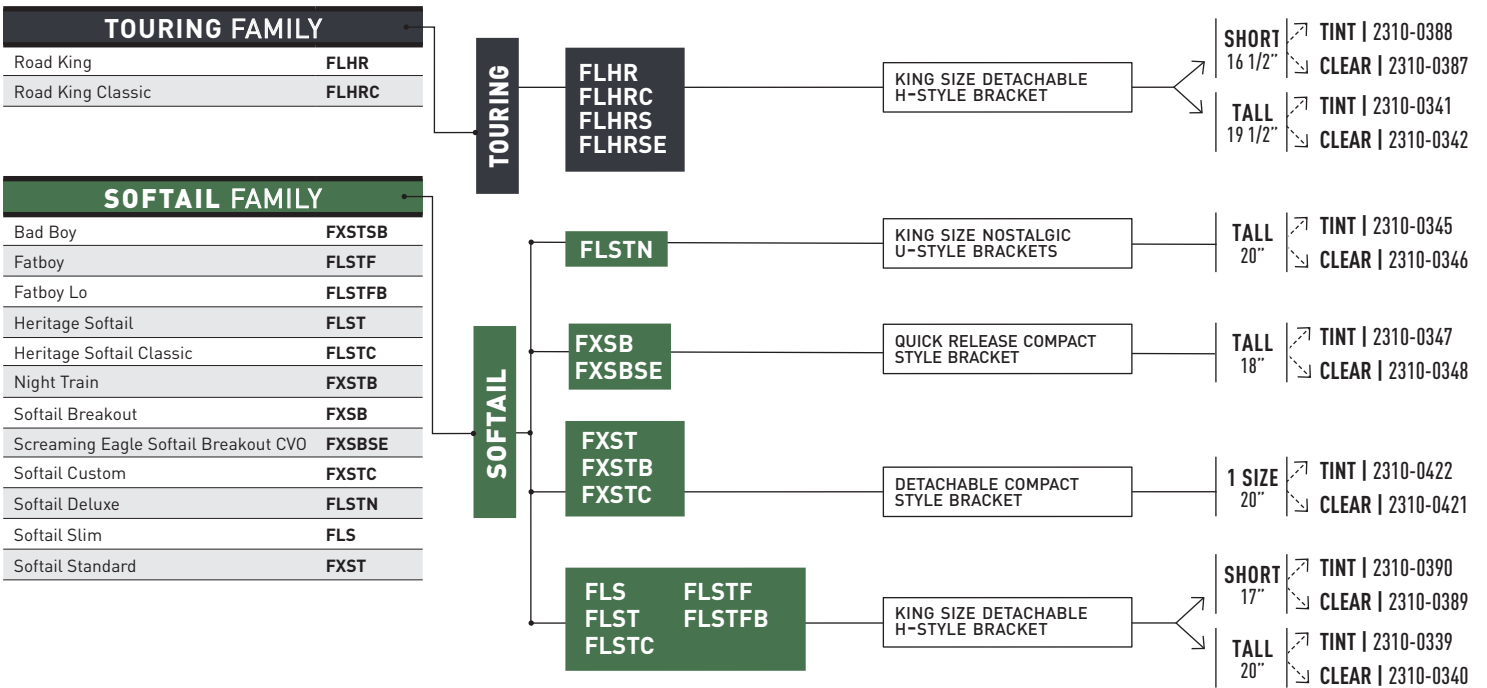 TOURING FAMILY
Road King FLHR
Road King Classic FLHRC
SOFTAIL FAMILY
Bad Boy FXSTSB
Fatboy FLSTF
Fatboy Lo FLSTFB
Heritage Softail FLST
Heritage Softail Classic FLSTC
Night Train FXSTB
Softail Breakout FXSB
Screaming Eagle Softail Breakout CVO FXSBSE
Softail Custom FXSTC
Softail Deluxe FLSTN
Softail Slim FLS
Softail Standard FXST
TOURING
FLHR
FLHRC
FLHRS
FLHRSE
KING SIZE DETACHABLE
H-STYLE BRACKET
SHORT
16 1/2”
TINT | 2310-0388
CLEAR | 2310-0387
TALL
19 1/2”
TINT | 2310-0341
CLEAR | 2310-0342
SOFTAIL
FLSTN
KING SIZE NOSTALGIC
U-STYLE BRACKETS
TALL
20”
TINT | 2310-0345
CLEAR | 2310-0346
FXSB
FXSBSE
QUICK RELEASE COMPACT
STYLE BRACKET
TALL
18”
TINT | 2310-0347
CLEAR | 2310-0348
FXST
FXSTB
FXSTC
DETACHABLE COMPACT
STYLE BRACKET
1 SIZE
20”
TINT | 2310-0422
CLEAR | 2310-0421
FLS FLSTF
FLST FLSTFB
FLSTC
KING SIZE DETACHABLE
H-STYLE BRACKET
SHORT
17”
TINT | 2310-0390
CLEAR | 2310-0389
TALL
20”
TINT | 2310-0339
CLEAR | 2310-0340